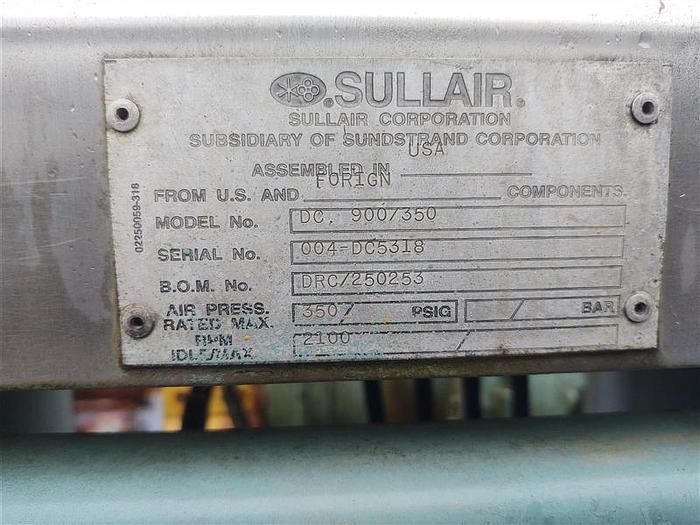 .SULLAIR.
SULLAIR CORPORATION
SUBSIDIARY OF SUNDSTRAND CORPORATION
ASSEMBLED IN USA
FROM U.S. AND FORIGN COMPONENTS.
MODEL No. DC. 900/350
SERIAL No. 004-DC5318
B.O.M. No. DRC/250253
AIR PRESS. 350/ PSIG / BAR
RATED MAX.
RPM 2100 /
IDLE/MAX.
02250059-318